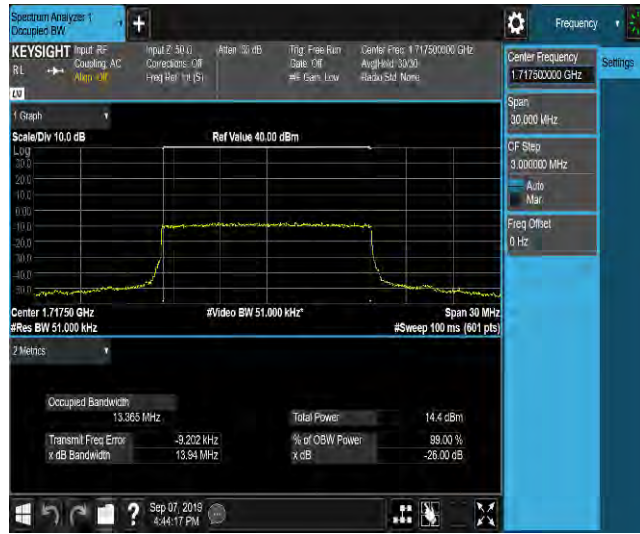 Spectrum Analyzer 1
Occupied BW
Frequency
KEYSIGHT Input: RF
Coupling: AC
Align: Off
Input Z: 50 Ω
Corrections: Off
Freq Ref: Int (S)
Atten: 30 dB
Trig: Free Run
Gate: Off
#IF Gain: Low
Center Freq: 1.717500000 GHz
Avg|Hold: 30/30
Radio Std: None
RL
LXI
Center Frequency
1.717500000 GHz
Settings
Span
30.000 MHz
CF Step
3.000000 MHz
Auto
Man
Freq Offset
0 Hz
1 Graph
Scale/Div 10.0 dB
Ref Value 40.00 dBm
Log
30.0
20.0
10.0
0.00
-10.0
-20.0
-30.0
-40.0
-50.0
Center 1.71750 GHz
#Video BW 51.000 kHz*
Span 30 MHz
#Res BW 51.000 kHz
#Sweep 100 ms (601 pts)
2 Metrics
Occupied Bandwidth
13.365 MHz
Total Power
14.4 dBm
Transmit Freq Error
-9.202 kHz
% of OBW Power
99.00 %
x dB Bandwidth
13.94 MHz
x dB
-26.00 dB
?
Sep 07, 2019
4:44:17 PM